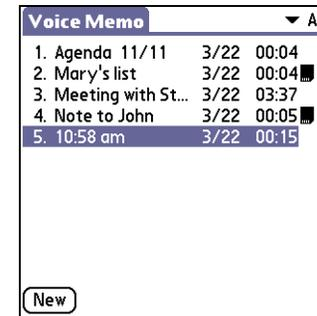 Voice Memo A
1. Agenda 11/11 3/22 00:04
2. Mary's list 3/22 00:04
3. Meeting with St... 3/22 03:37
4. Note to John 3/22 00:05
5. 10:58 am 3/22 00:15
New